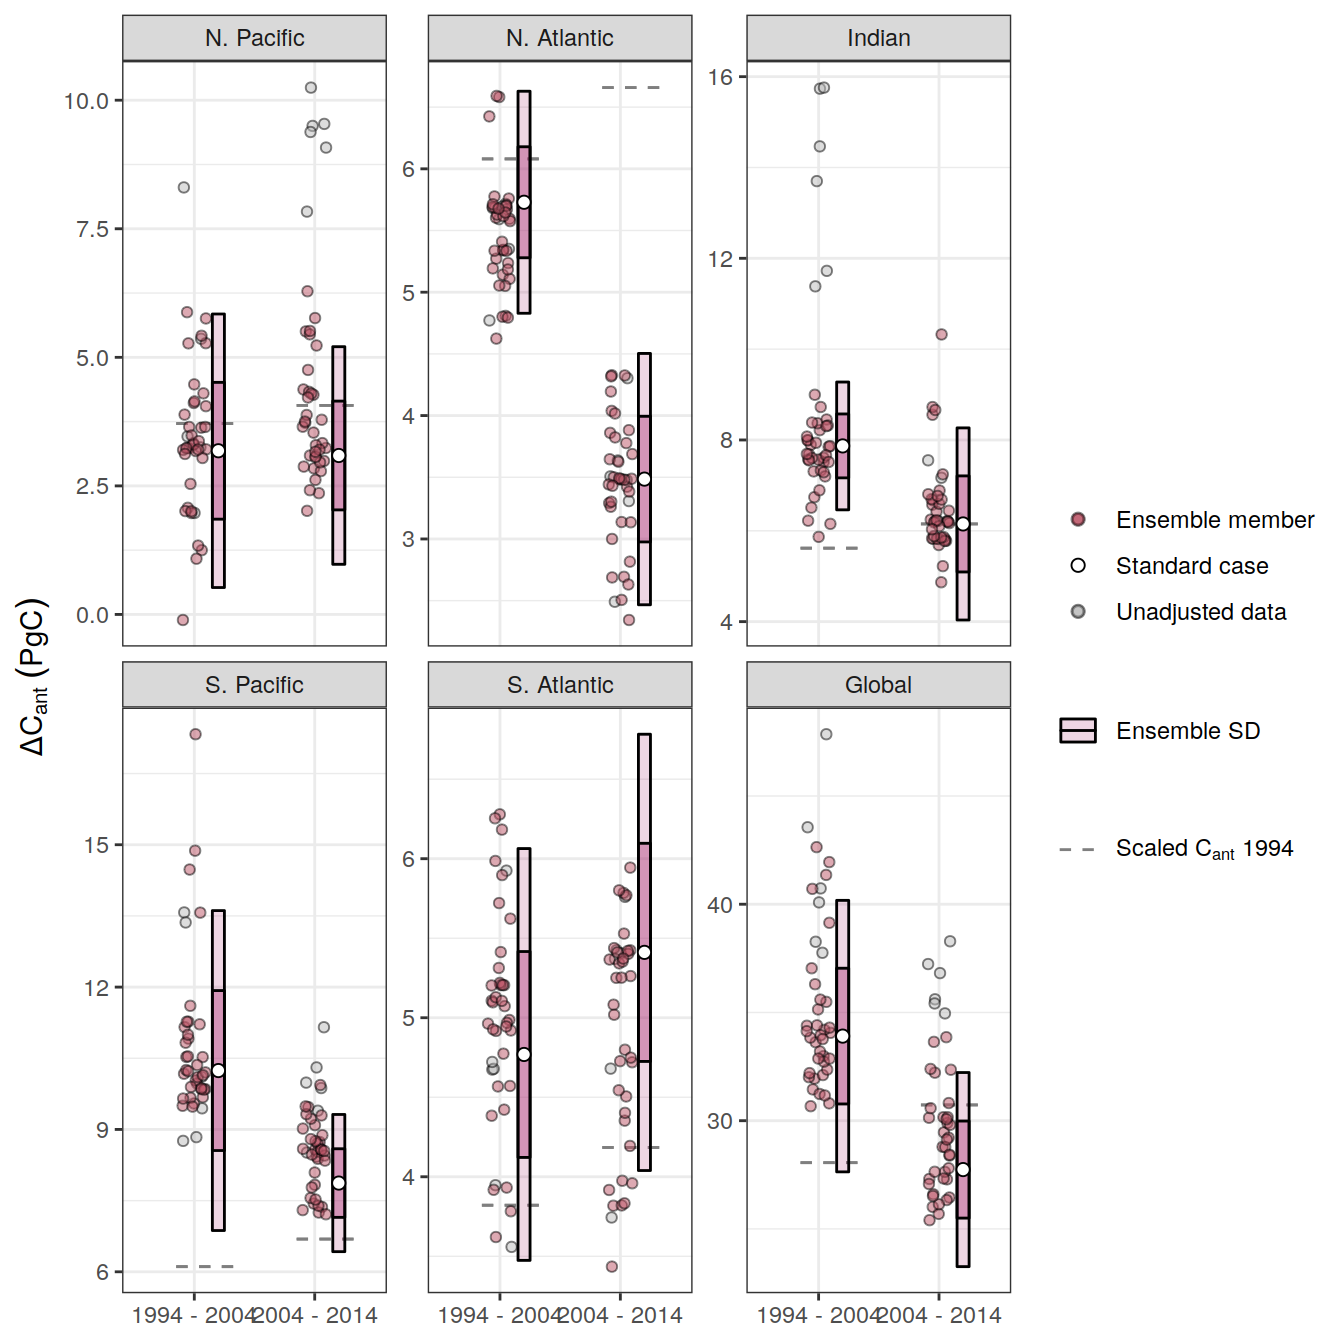 N. Pacific
N. Atlantic
Indian
10.0
7.5
5.0
2.5
0.0
6
5
4
3
16
12
8
4
ΔCant (PgC)
S. Pacific
S. Atlantic
Global
15
12
9
6
6
5
4
40
30
1994 - 2004
2004 - 2014
1994 - 2004
2004 - 2014
1994 - 2004
2004 - 2014
Ensemble member
Standard case
Unadjusted data
Ensemble SD
Scaled Cant 1994